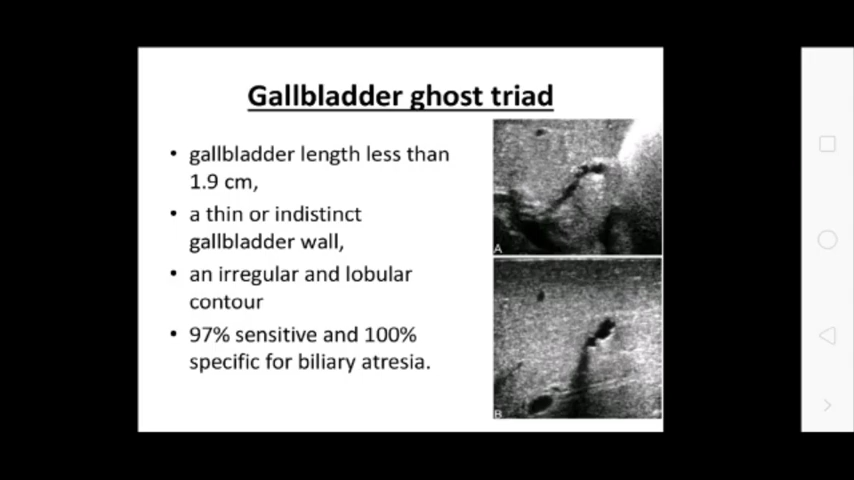 Gallbladder ghost triad
• gallbladder length less than
1.9 cm,
• a thin or indistinct
gallbladder wall,
• an irregular and lobular
contour
• 97% sensitive and 100%
specific for biliary atresia.
A
B